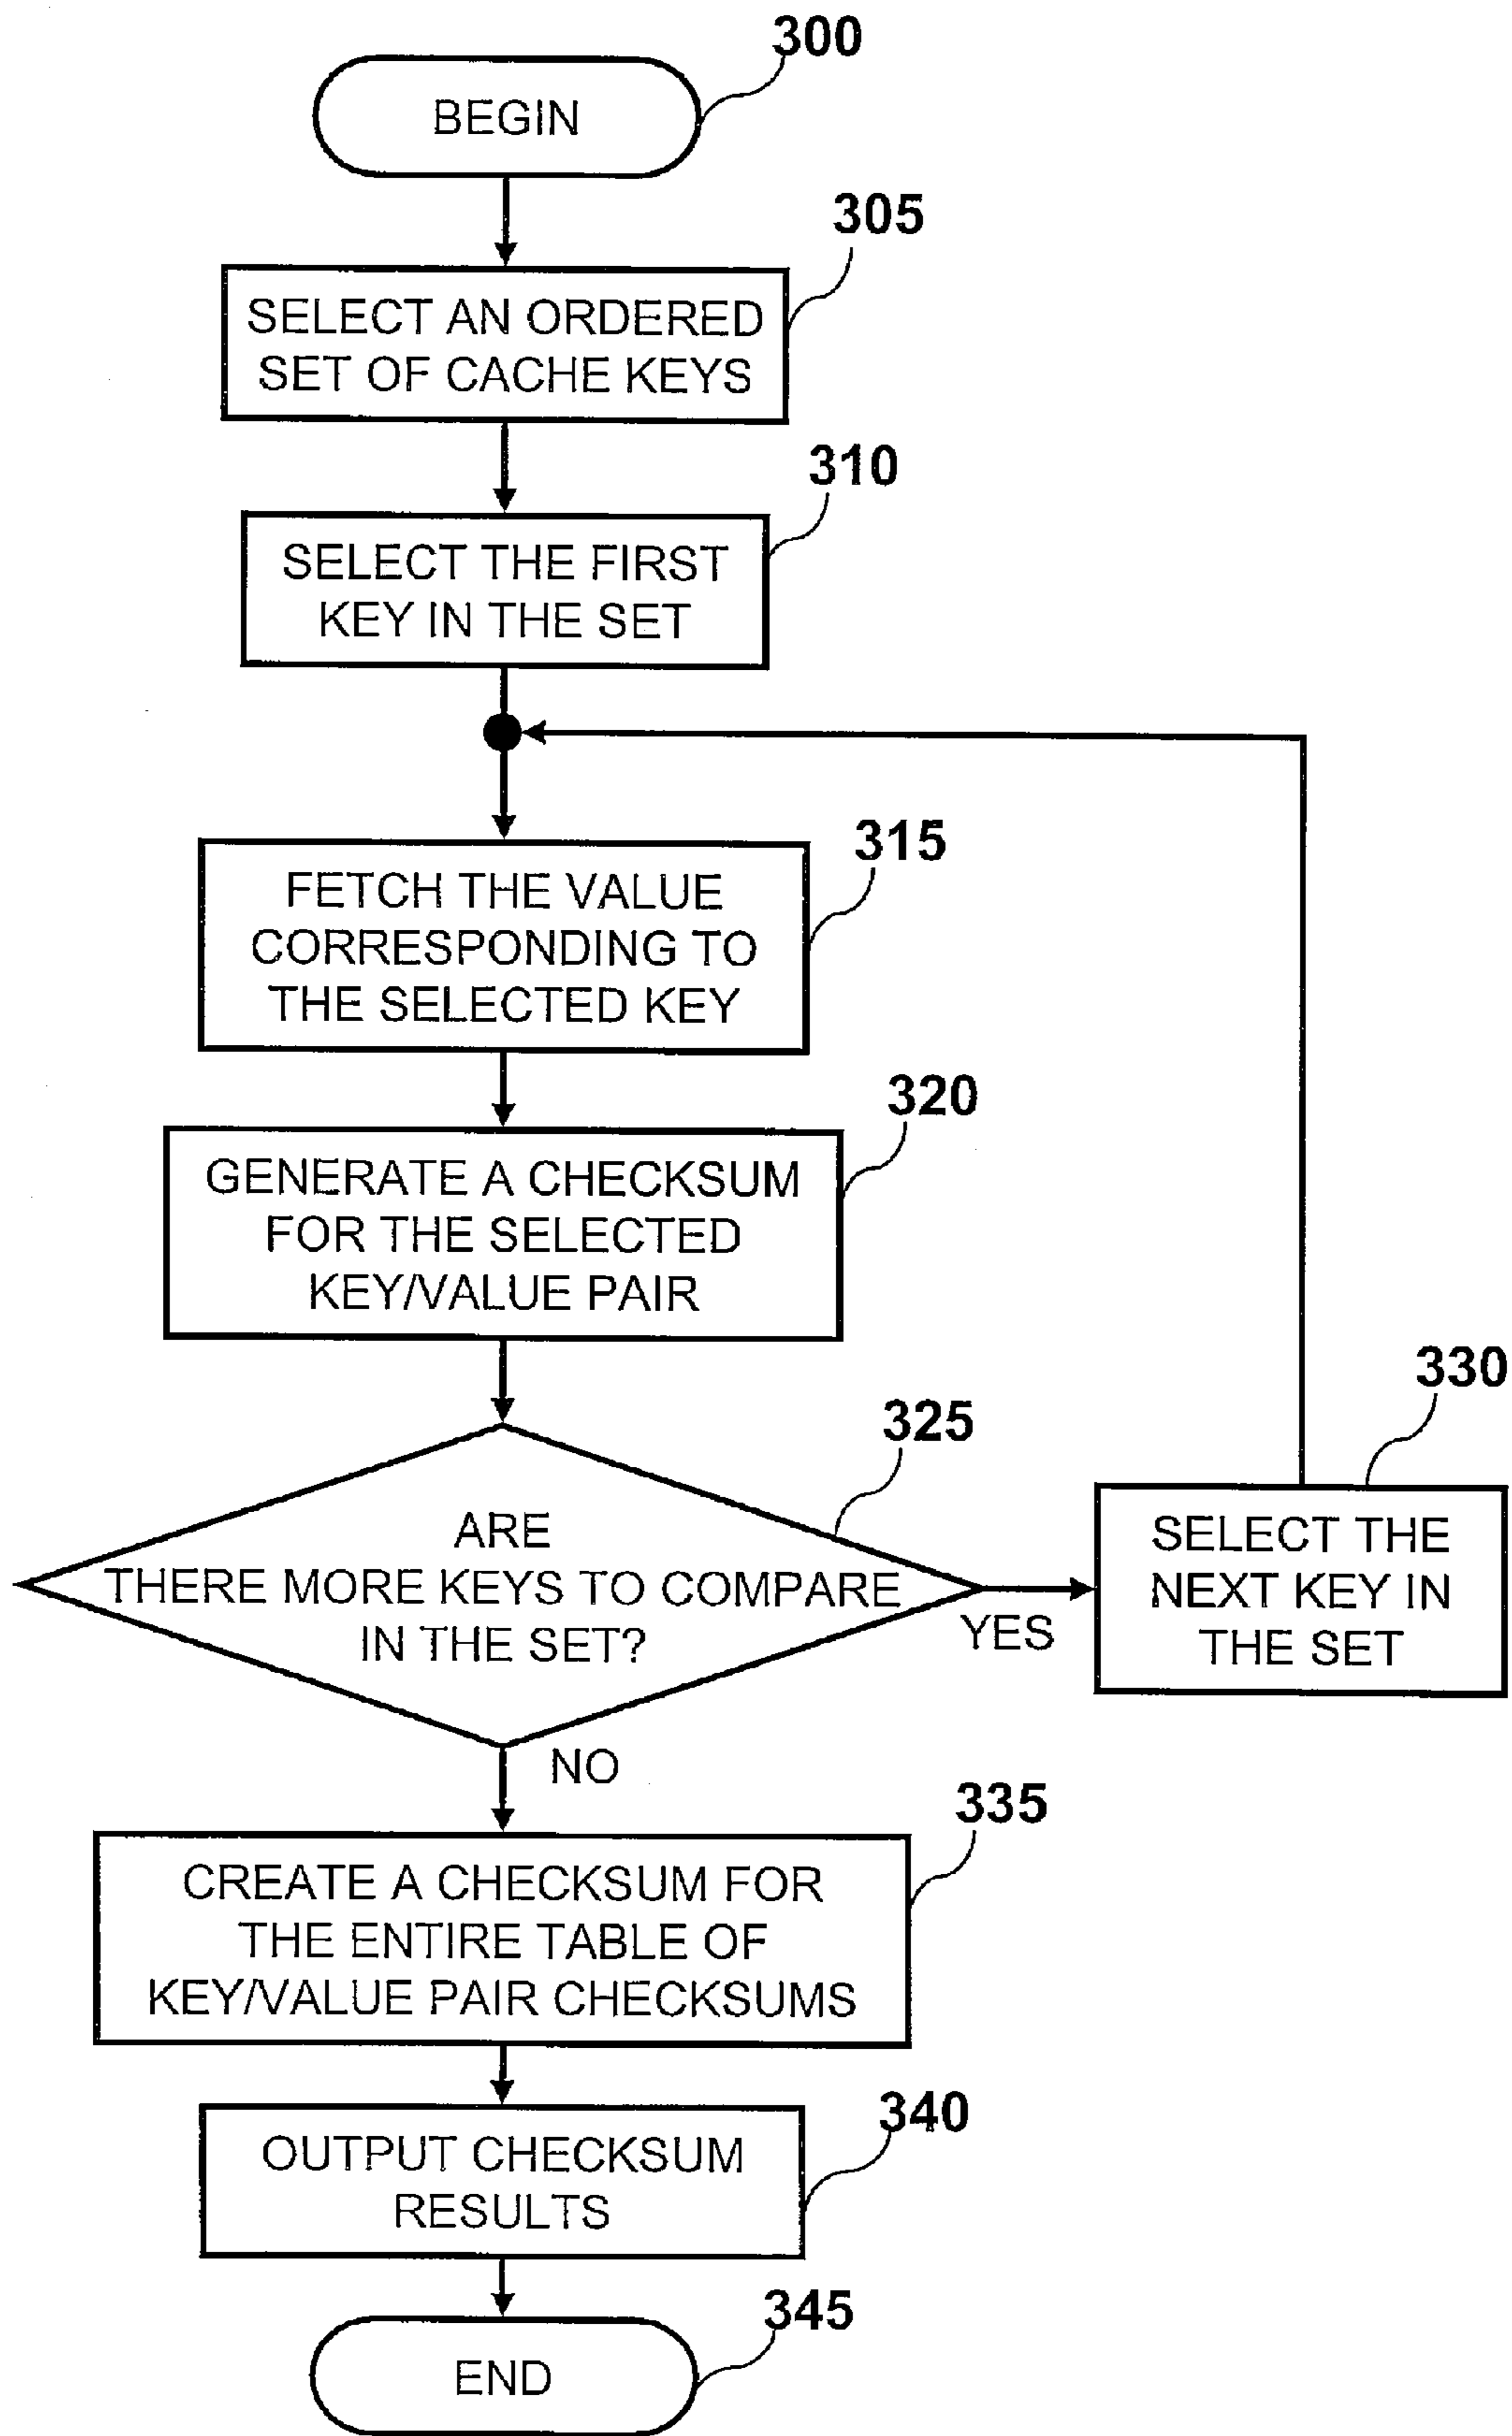 300
BEGIN
305
SELECT AN ORDERED
SET OF CACHE KEYS
310
SELECT THE FIRST
KEY IN THE SET
315
FETCH THE VALUE
CORRESPONDING TO
THE SELECTED KEY
320
GENERATE A CHECKSUM
FOR THE SELECTED
KEY/VALUE PAIR
325
ARE
THERE MORE KEYS TO COMPARE
IN THE SET?
YES
330
SELECT THE
NEXT KEY IN
THE SET
NO
335
CREATE A CHECKSUM FOR
THE ENTIRE TABLE OF
KEY/VALUE PAIR CHECKSUMS
340
OUTPUT CHECKSUM
RESULTS
345
END